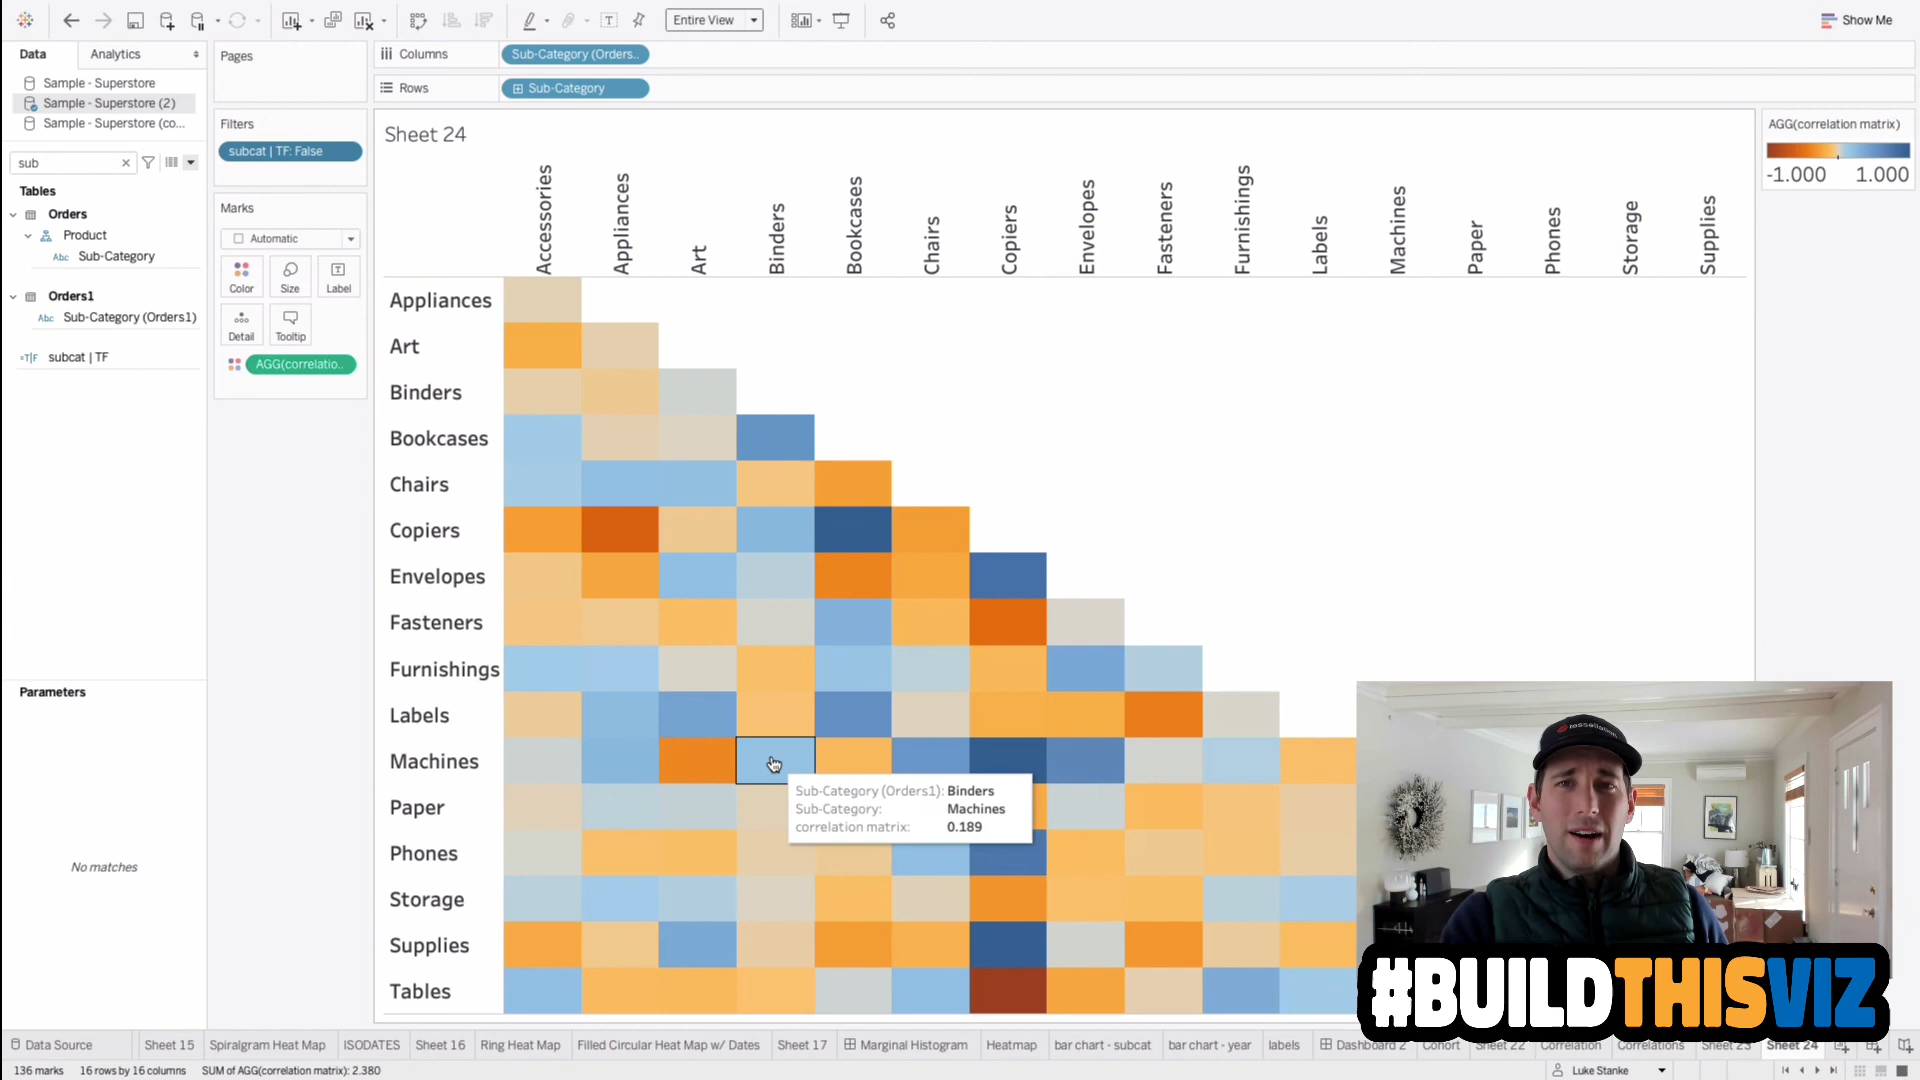 Entire View
Show Me
Data
Analytics
Pages
Columns
Sub-Category (Orders..
Rows
Sub-Category
Sample - Superstore
Sample - Superstore (2)
Sample - Superstore (co...
sub
Tables
Orders
Product
Abc Sub-Category
Orders1
Abc Sub-Category (Orders1)
=T|F subcat | TF
Parameters
No matches
Filters
subcat | TF: False
Marks
Automatic
Color
Size
Label
Detail
Tooltip
AGG(correlatio..
Sheet 24
Accessories
Appliances
Art
Binders
Bookcases
Chairs
Copiers
Envelopes
Fasteners
Furnishings
Labels
Machines
Paper
Phones
Storage
Supplies
Appliances
Art
Binders
Bookcases
Chairs
Copiers
Envelopes
Fasteners
Furnishings
Labels
Machines
Paper
Phones
Storage
Supplies
Tables
Sub-Category (Orders1): Binders
Sub-Category: Machines
correlation matrix: 0.189
AGG(correlation matrix)
-1.000 1.000
tessellation
#BUILDTHISVIZ
Data Source
Sheet 15
Spiralgram Heat Map
ISODATES
Sheet 16
Ring Heat Map
Filled Circular Heat Map w/ Dates
Sheet 17
Marginal Histogram
Heatmap
bar chart - subcat
bar chart - year
labels
Dashboard 2
Cohort
Sheet 22
Correlation
Correlations
Sheet 23
Sheet 24
136 marks
16 rows by 16 columns
SUM of AGG(correlation matrix): 2.380
Luke Stanke